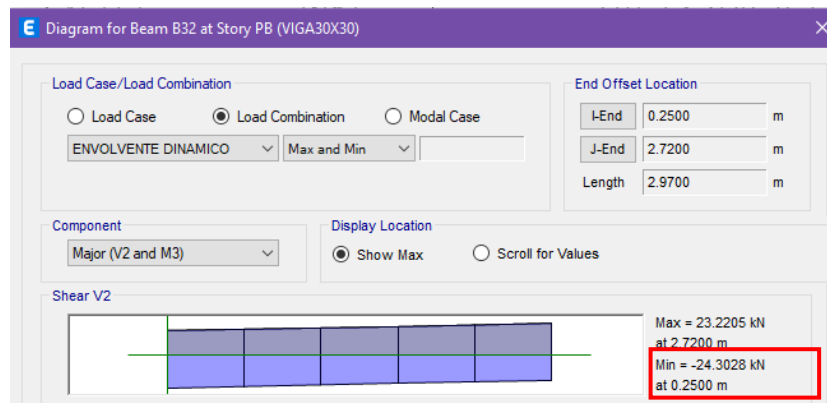 E Diagram for Beam B32 at Story PB (VIGA30X30)
Load Case/Load Combination
Load Case Load Combination Modal Case
ENVOLVENTE DINAMICO Max and Min
End Offset Location
I-End 0.2500 m
J-End 2.7200 m
Length 2.9700 m
Component
Major (V2 and M3)
Display Location
Show Max Scroll for Values
Shear V2
Max = 23.2205 kN
at 2.7200 m
Min = -24.3028 kN
at 0.2500 m